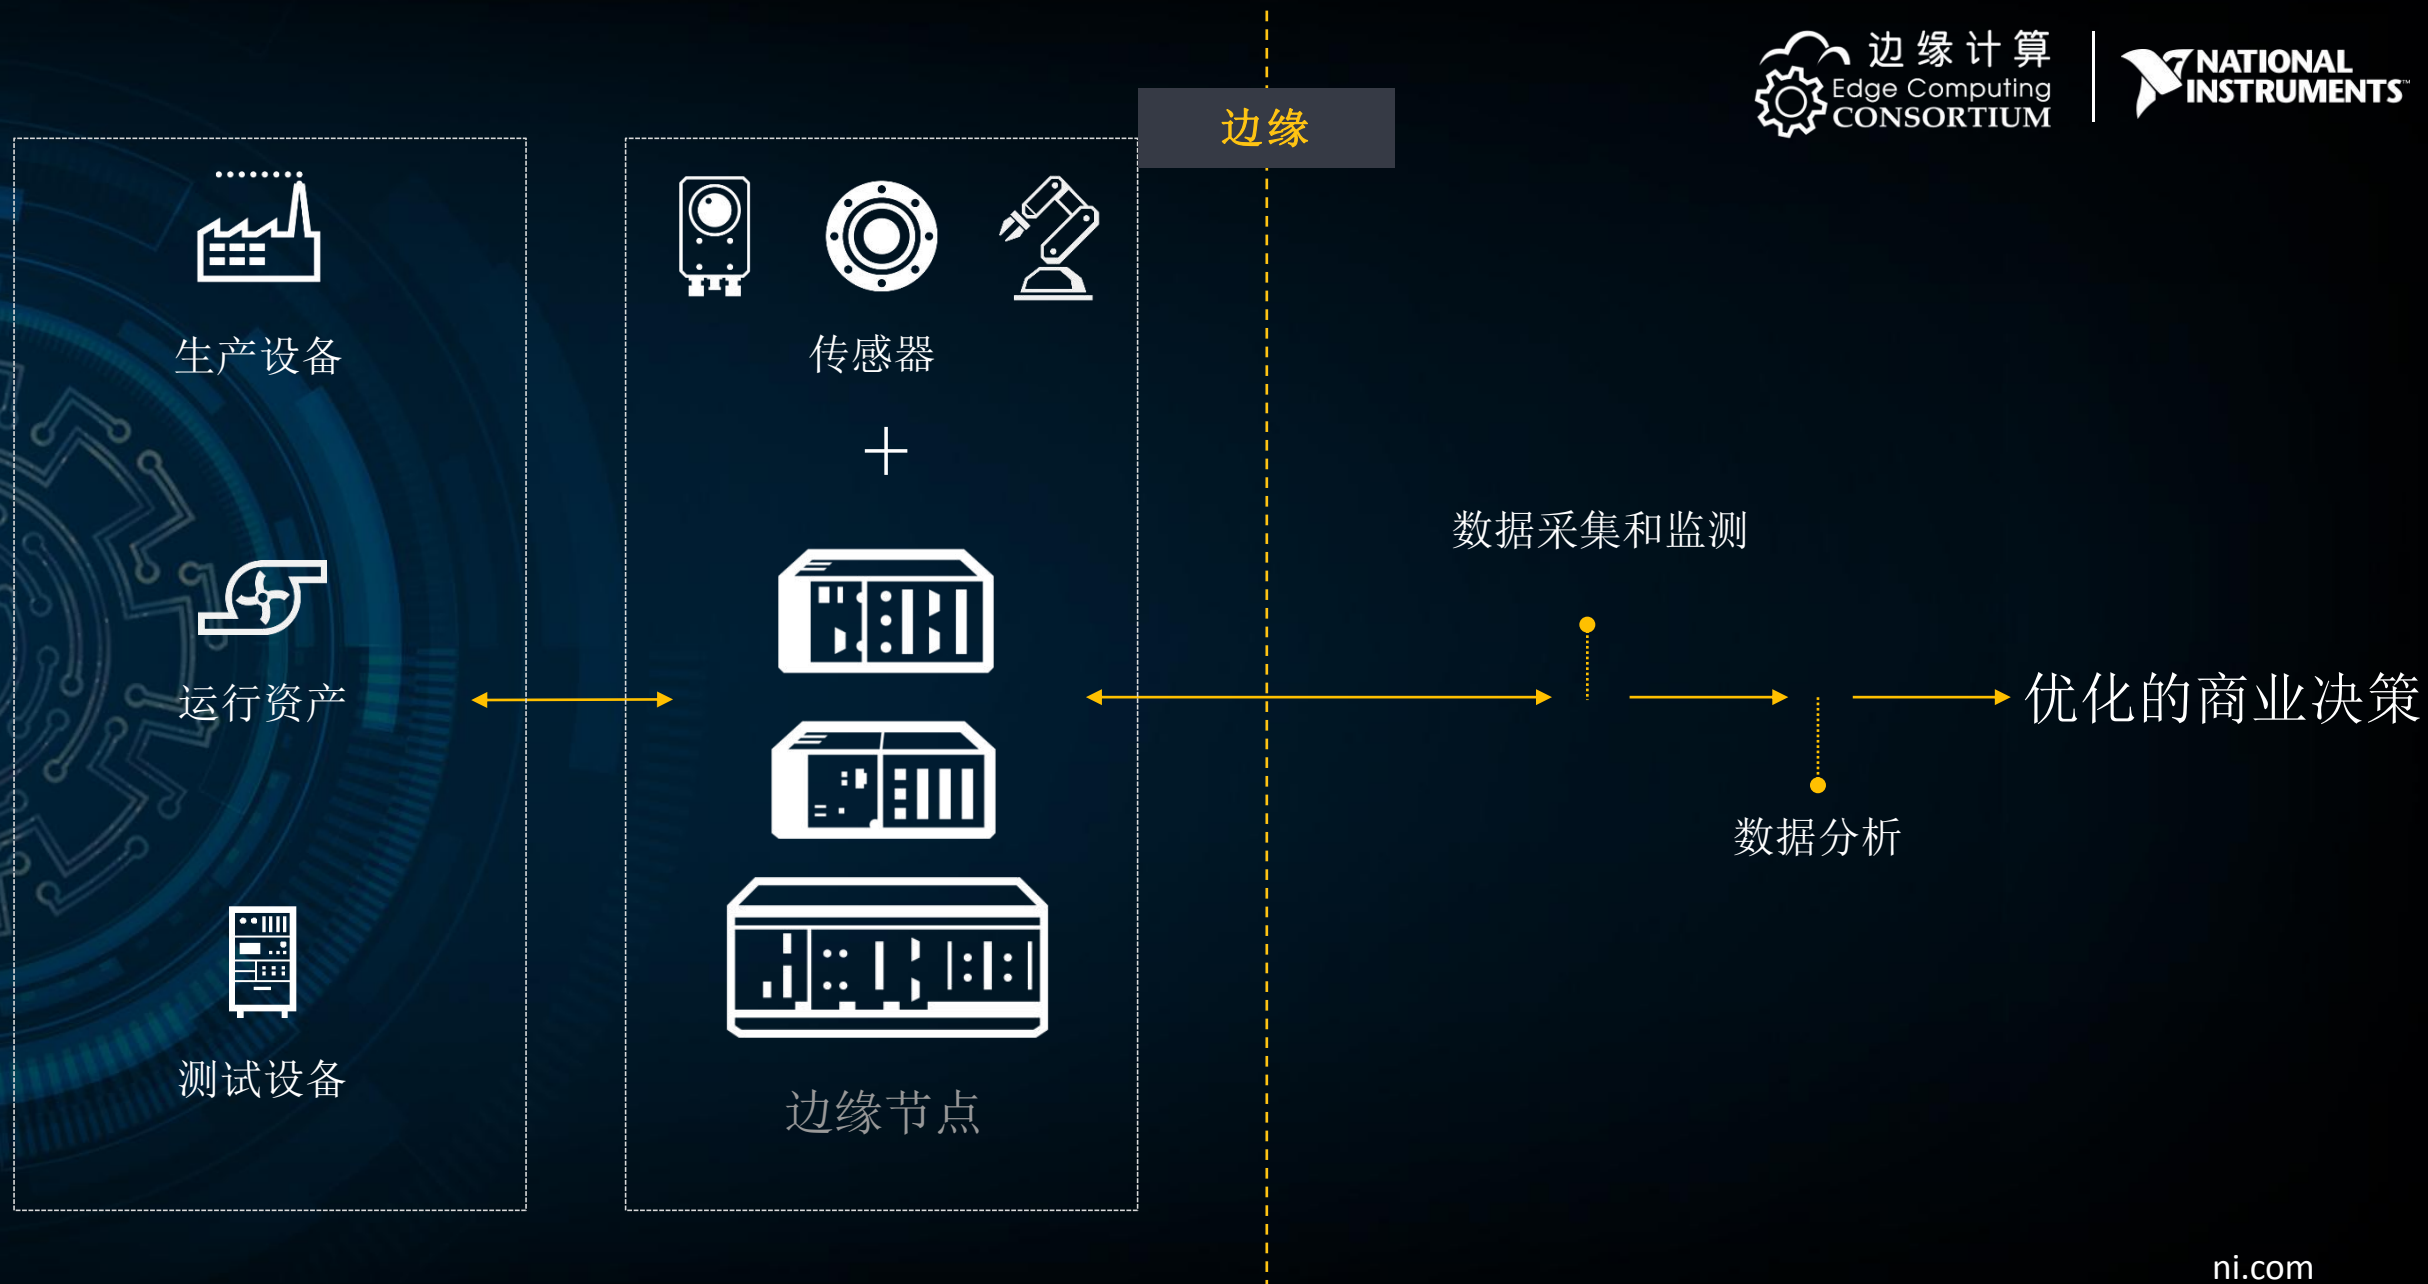 边缘计算
Edge Computing
CONSORTIUM
NATIONAL
INSTRUMENTS™
边缘
生产设备
运行资产
测试设备
传感器
+
边缘节点
数据采集和监测
数据分析
优化的商业决策
ni.com